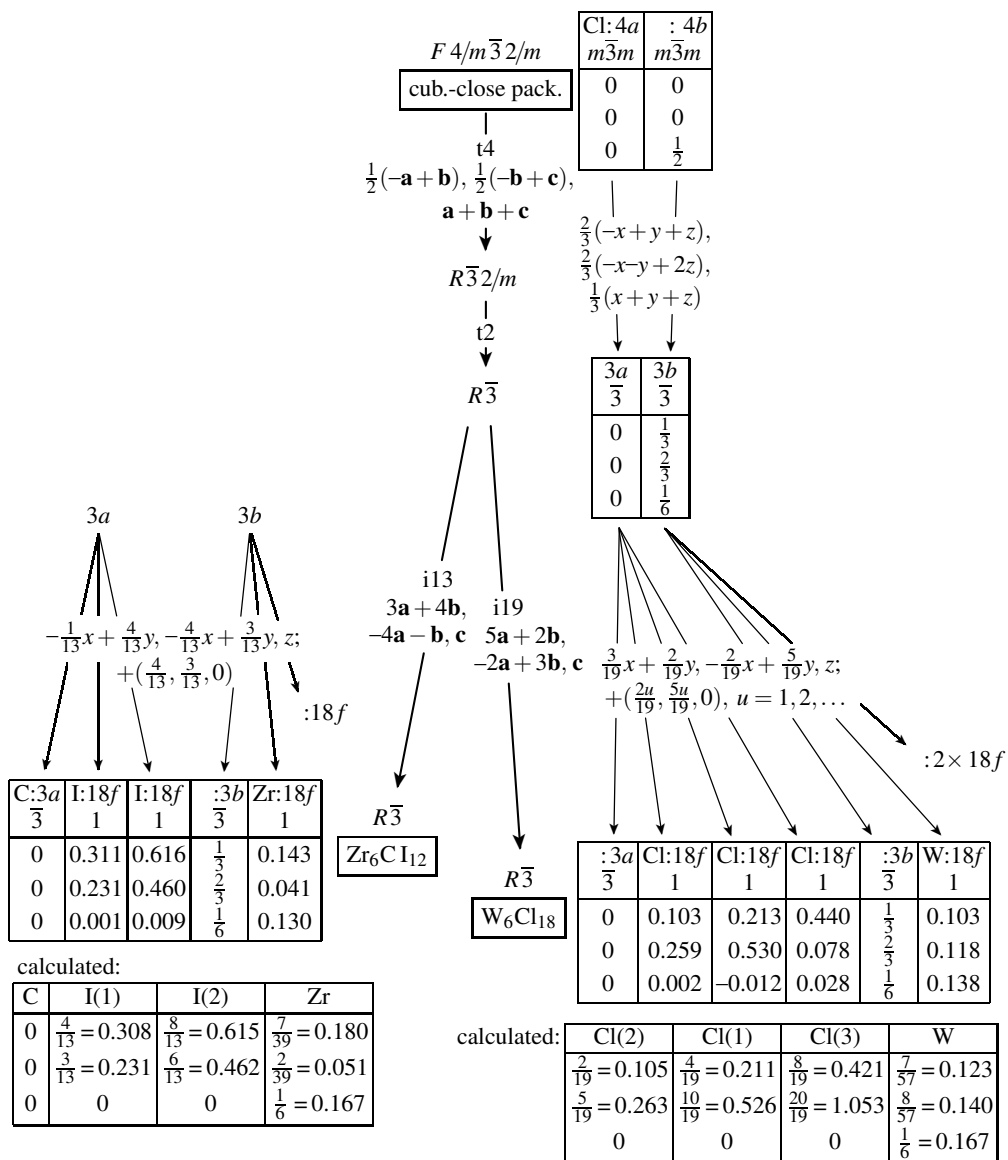 F 4/m 3̅ 2/m
cub.-close pack.
Cl: 4a : 4b
m3̅m m3̅m
0 0
0 0
0 1/2
t4
½(–a + b), ½(–b + c),
a + b + c
2/3(–x + y + z),
2/3(–x–y + 2z),
1/3(x + y + z)
R3̅ 2/m
t2
R3̅
3a 3b
3̅ 3̅
0 1/3
0 2/3
0 1/6
3a 3b
i13
3a + 4b,
–4a – b, c
i19
5a + 2b,
–2a + 3b, c
–1/13x + 4/13y, –4/13x + 3/13y, z;
+(4/13, 3/13, 0)
:18f
3/19x + 2/19y, –2/19x + 5/19y, z;
+(2u/19, 5u/19, 0), u = 1, 2, ...
:2× 18f
C:3a I:18f I:18f :3b Zr:18f
3̅ 1 1 3̅ 1
0 0.311 0.616 1/3 0.143
0 0.231 0.460 2/3 0.041
0 0.001 0.009 1/6 0.130
R3̅
Zr₆C I₁₂
R3̅
W₆Cl₁₈
:3a Cl:18f Cl:18f Cl:18f :3b W:18f
3̅ 1 1 1 3̅ 1
0 0.103 0.213 0.440 1/3 0.103
0 0.259 0.530 0.078 2/3 0.118
0 0.002 –0.012 0.028 1/6 0.138
calculated:
C I(1) I(2) Zr
0 4/13 = 0.308 8/13 = 0.615 7/39 = 0.180
0 3/13 = 0.231 6/13 = 0.462 2/39 = 0.051
0 0 0 1/6 = 0.167
calculated: Cl(2) Cl(1) Cl(3) W
2/19 = 0.105 4/19 = 0.211 8/19 = 0.421 7/57 = 0.123
5/19 = 0.263 10/19 = 0.526 20/19 = 1.053 8/57 = 0.140
0 0 0 1/6 = 0.167